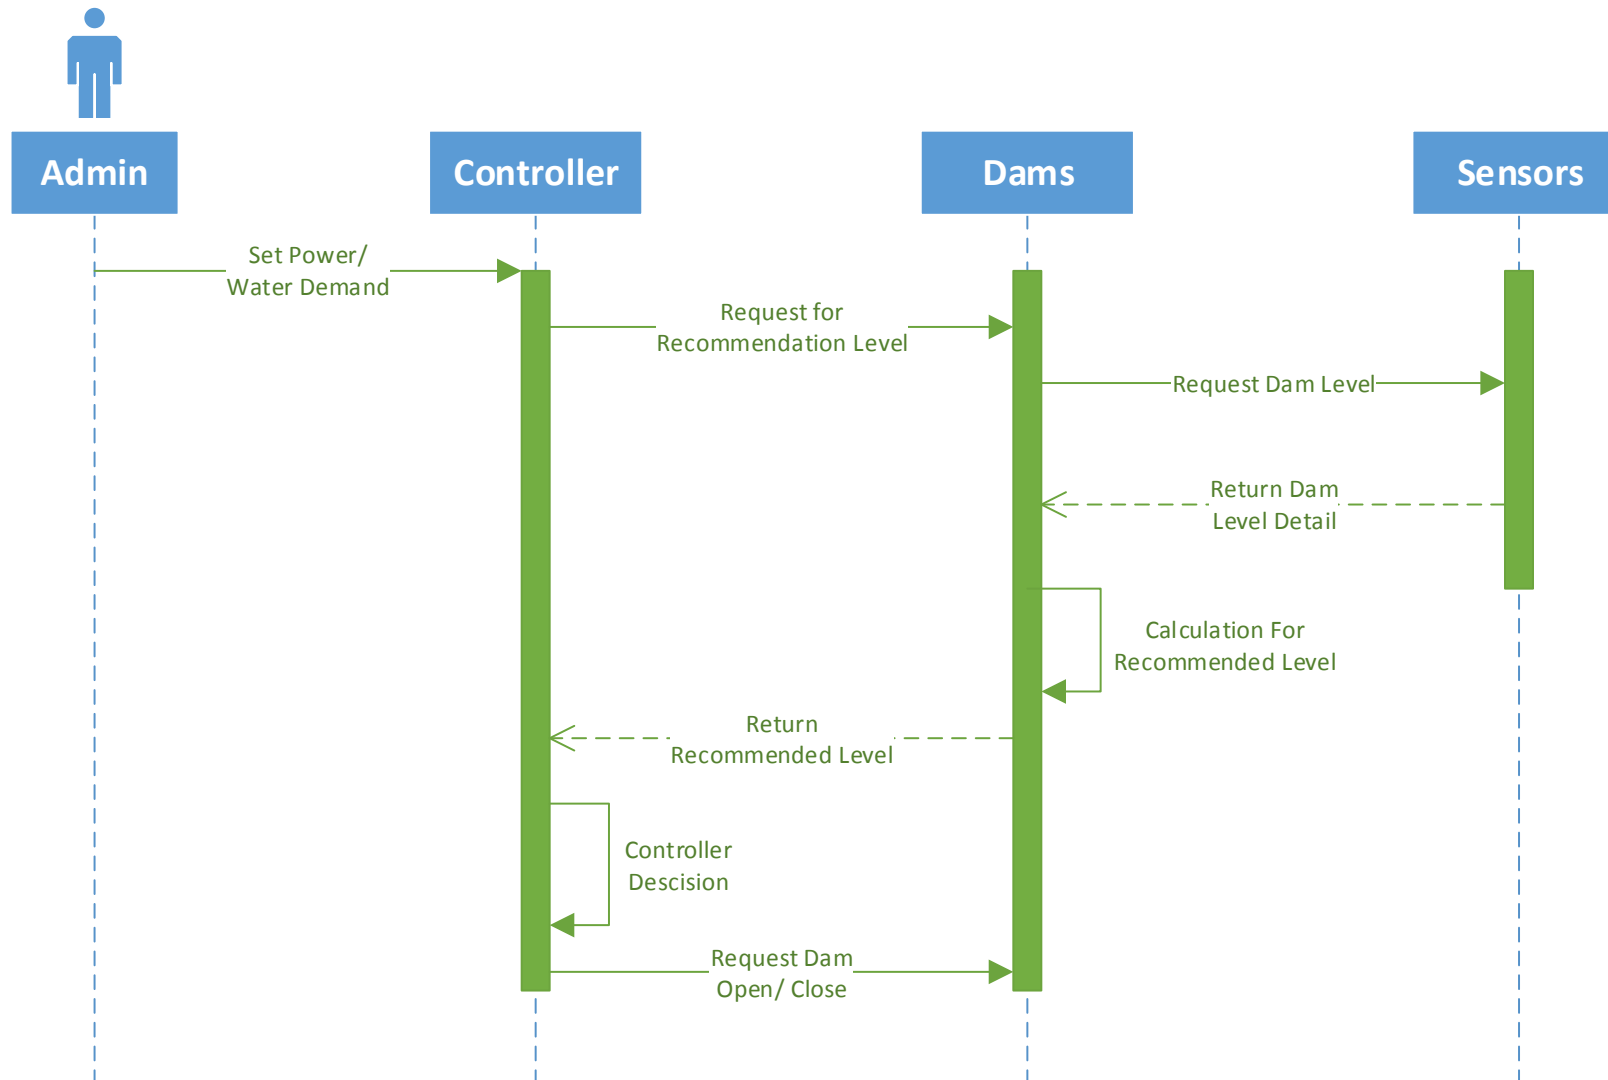 Admin
Controller
Dams
Sensors
Set Power/
Water Demand
Request for
Recommendation Level
Request Dam Level
Return Dam
Level Detail
Calculation For
Recommended Level
Return
Recommended Level
Controller
Descision
Request Dam
Open/ Close